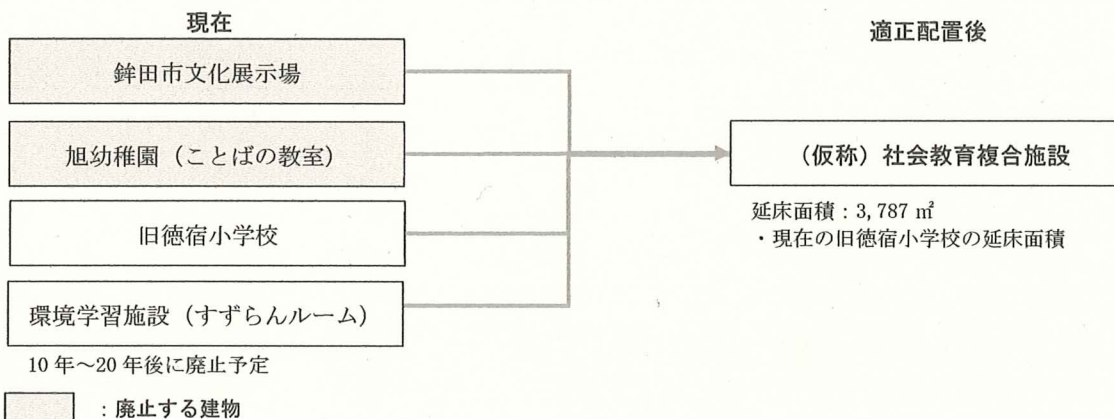 現在
適正配置後
鉾田市文化展示場
旭幼稚園（ことばの教室）
旧徳宿小学校
環境学習施設（すずらんルーム）
10年～20年後に廃止予定
：廃止する建物
（仮称）社会教育複合施設
延床面積：3,787㎡
・現在の旧徳宿小学校の延床面積